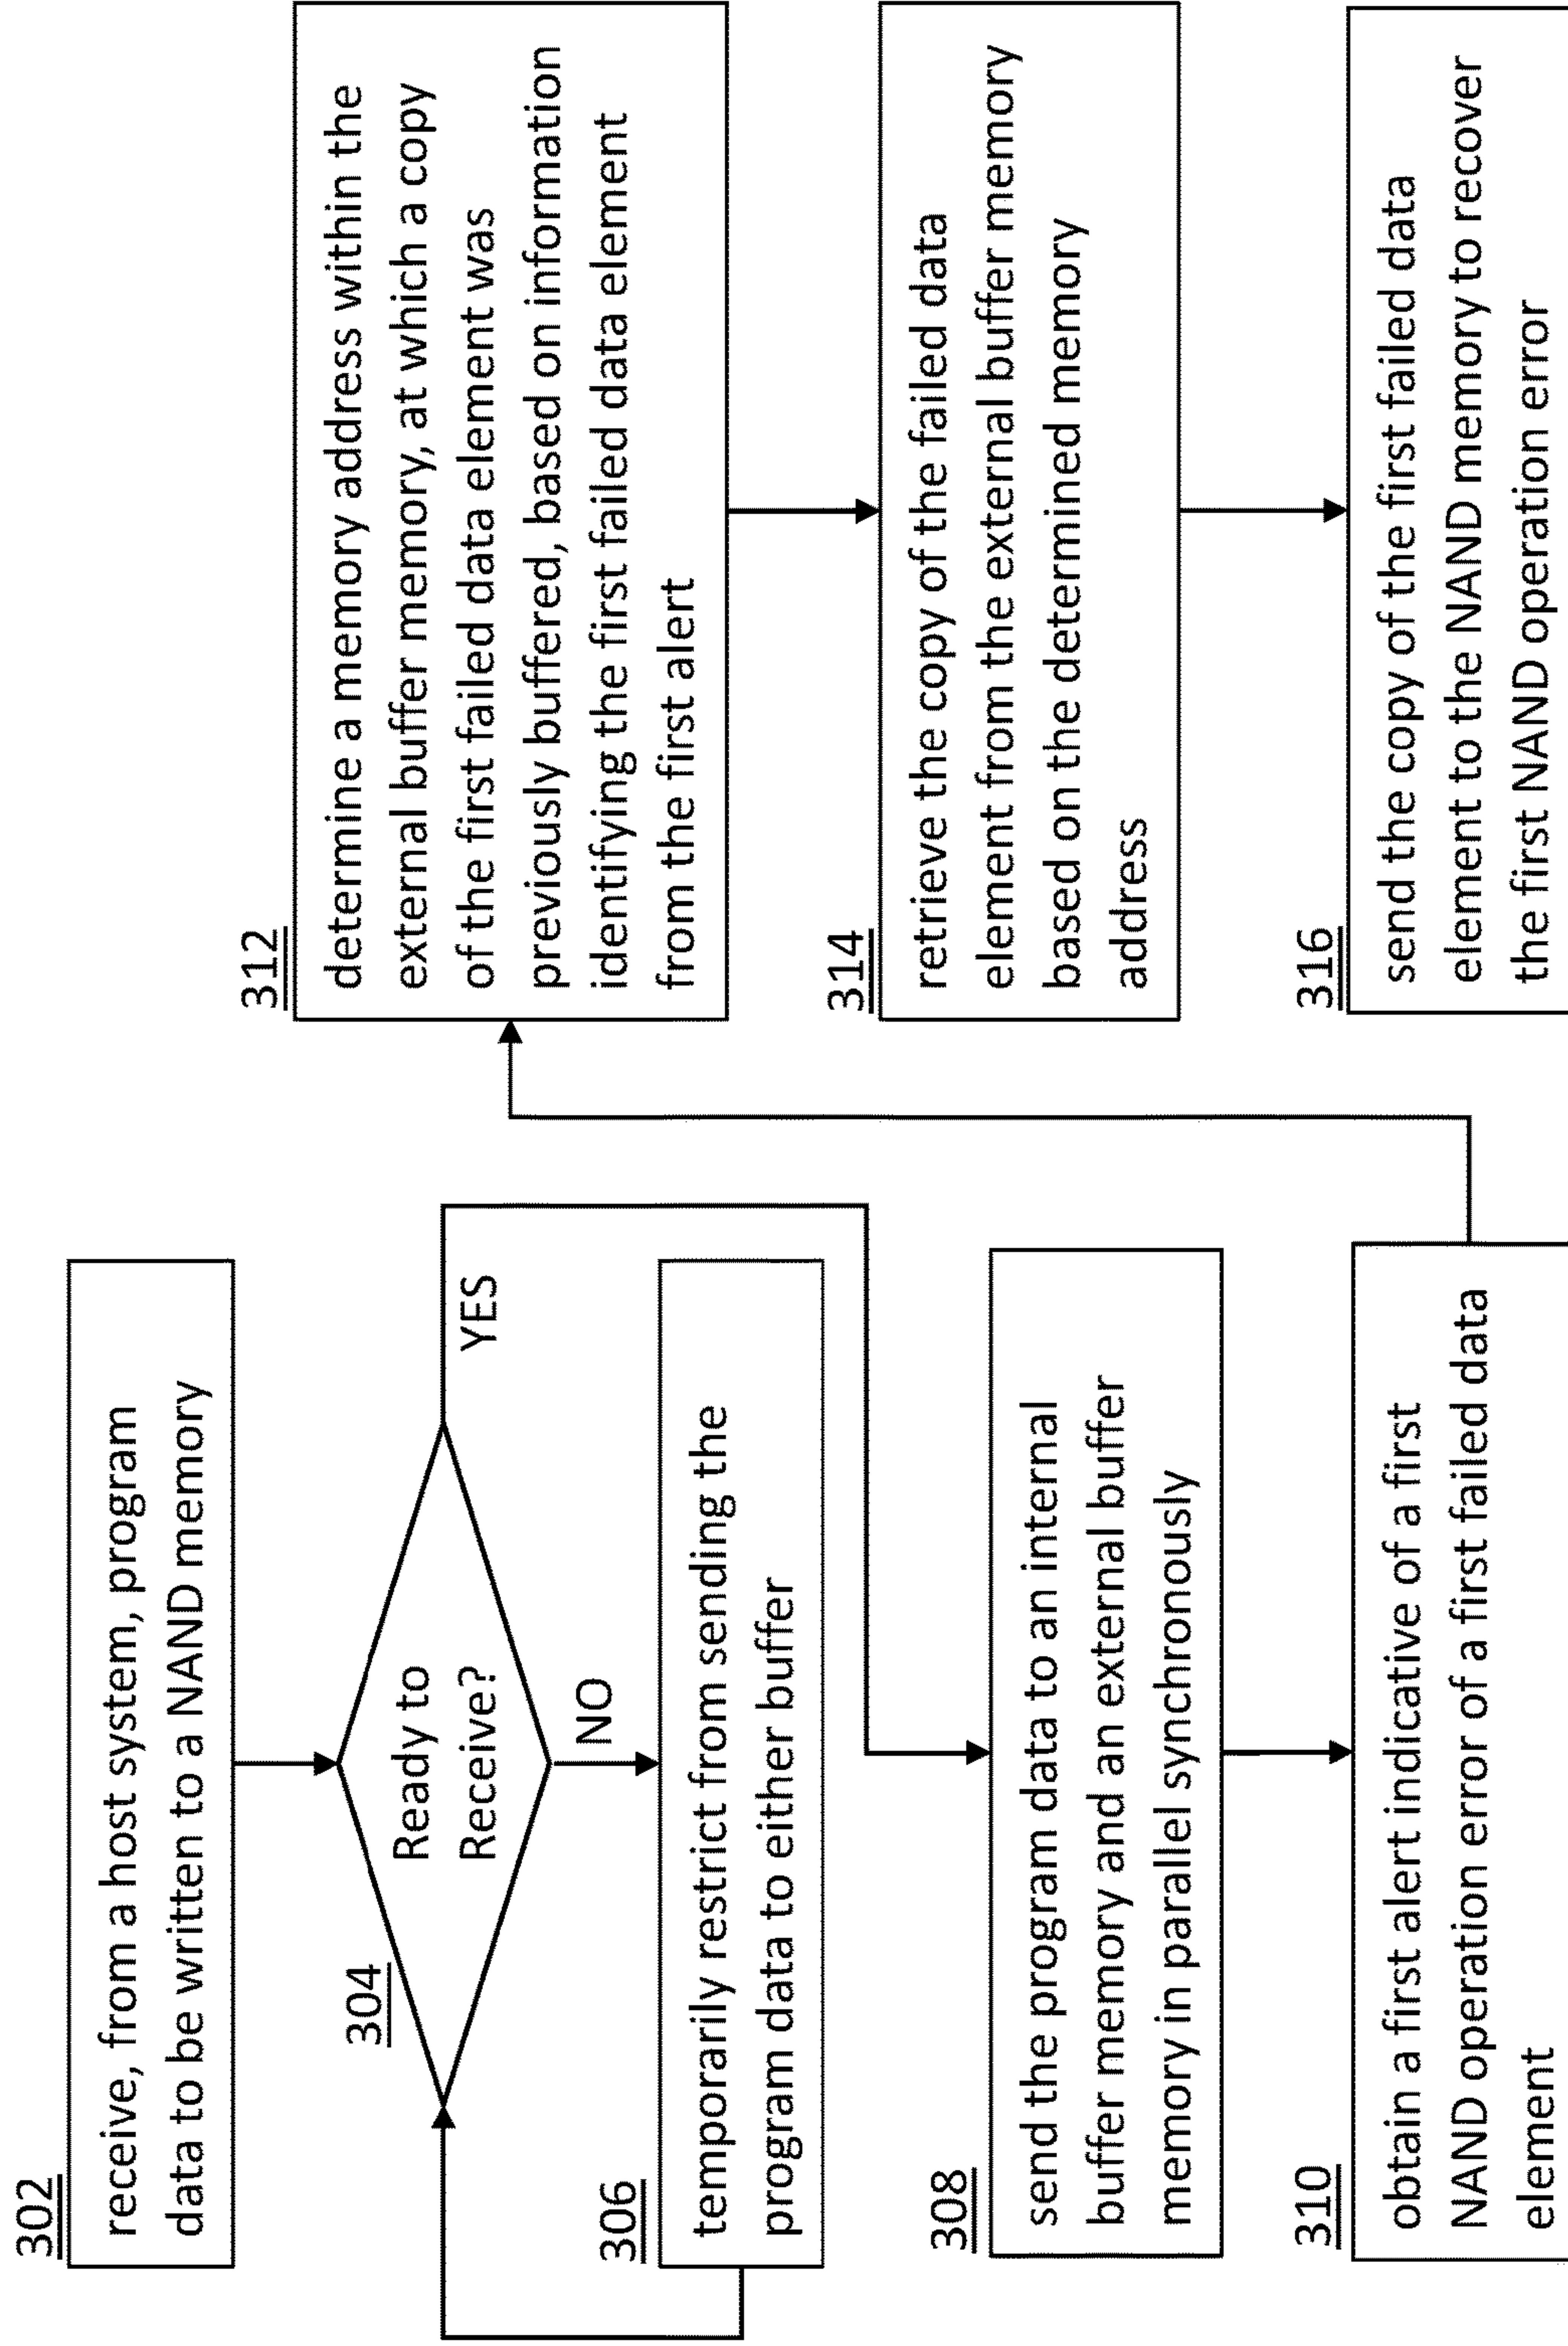 302
receive, from a host system, program
data to be written to a NAND memory
304
Ready to
Receive?
YES
NO
306
temporarily restrict from sending the
program data to either buffer
308
send the program data to an internal
buffer memory and an external buffer
memory in parallel synchronously
310
obtain a first alert indicative of a first
NAND operation error of a first failed data
element
312
determine a memory address within the
external buffer memory, at which a copy
of the first failed data element was
previously buffered, based on information
identifying the first failed data element
from the first alert
314
retrieve the copy of the failed data
element from the external buffer memory
based on the determined memory
address
316
send the copy of the first failed data
element to the NAND memory to recover
the first NAND operation error